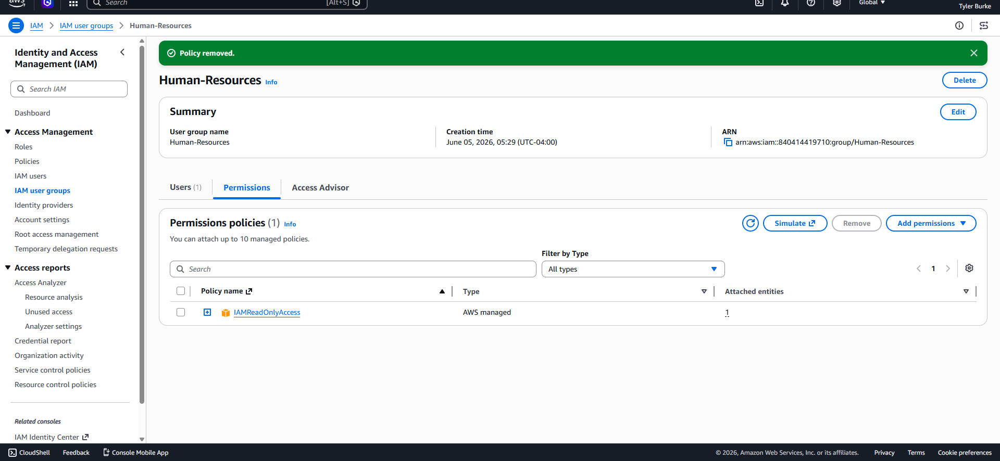 aws
Search
[Alt+S]
Global
Tyler Burke
IAM
IAM user groups
Human-Resources
Identity and Access
Management (IAM)
Search IAM
Dashboard
Access Management
Roles
Policies
IAM users
IAM user groups
Identity providers
Account settings
Root access management
Temporary delegation requests
Access reports
Access Analyzer
Resource analysis
Unused access
Analyzer settings
Credential report
Organization activity
Service control policies
Resource control policies
Related consoles
IAM Identity Center
Policy removed.
Human-Resources Info
Delete
Summary
Edit
User group name
Human-Resources
Creation time
June 05, 2026, 05:29 (UTC-04:00)
ARN
arn:aws:iam::840414419710:group/Human-Resources
Users (1)
Permissions
Access Advisor
Permissions policies (1) Info
You can attach up to 10 managed policies.
Simulate
Remove
Add permissions
Filter by Type
Search
All types
1
Policy name
Type
Attached entities
IAMReadOnlyAccess
AWS managed
1
CloudShell
Feedback
Console Mobile App
© 2026, Amazon Web Services, Inc. or its affiliates.
Privacy
Terms
Cookie preferences